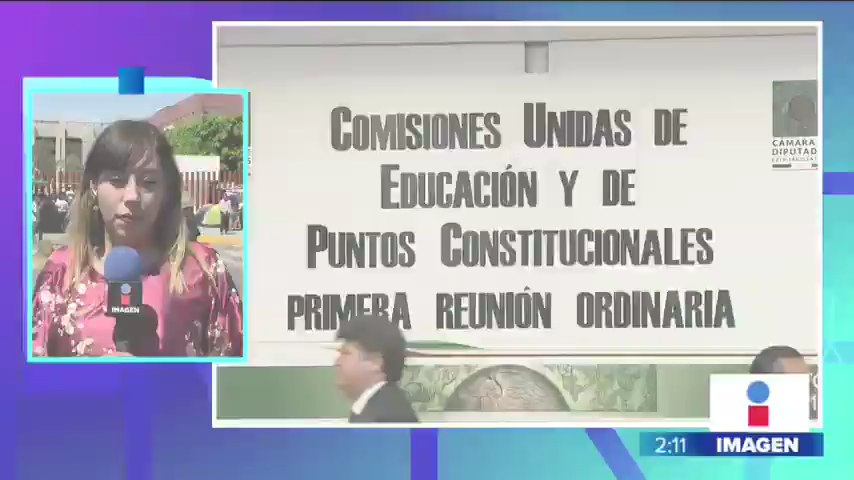 COMISIONES UNIDAS DE
EDUCACIÓN Y DE
PUNTOS CONSTITUCIONALES
PRIMERA REUNIÓN ORDINARIA
CÁMARA
DIPUTAD
IMAGEN
2:11 IMAGEN